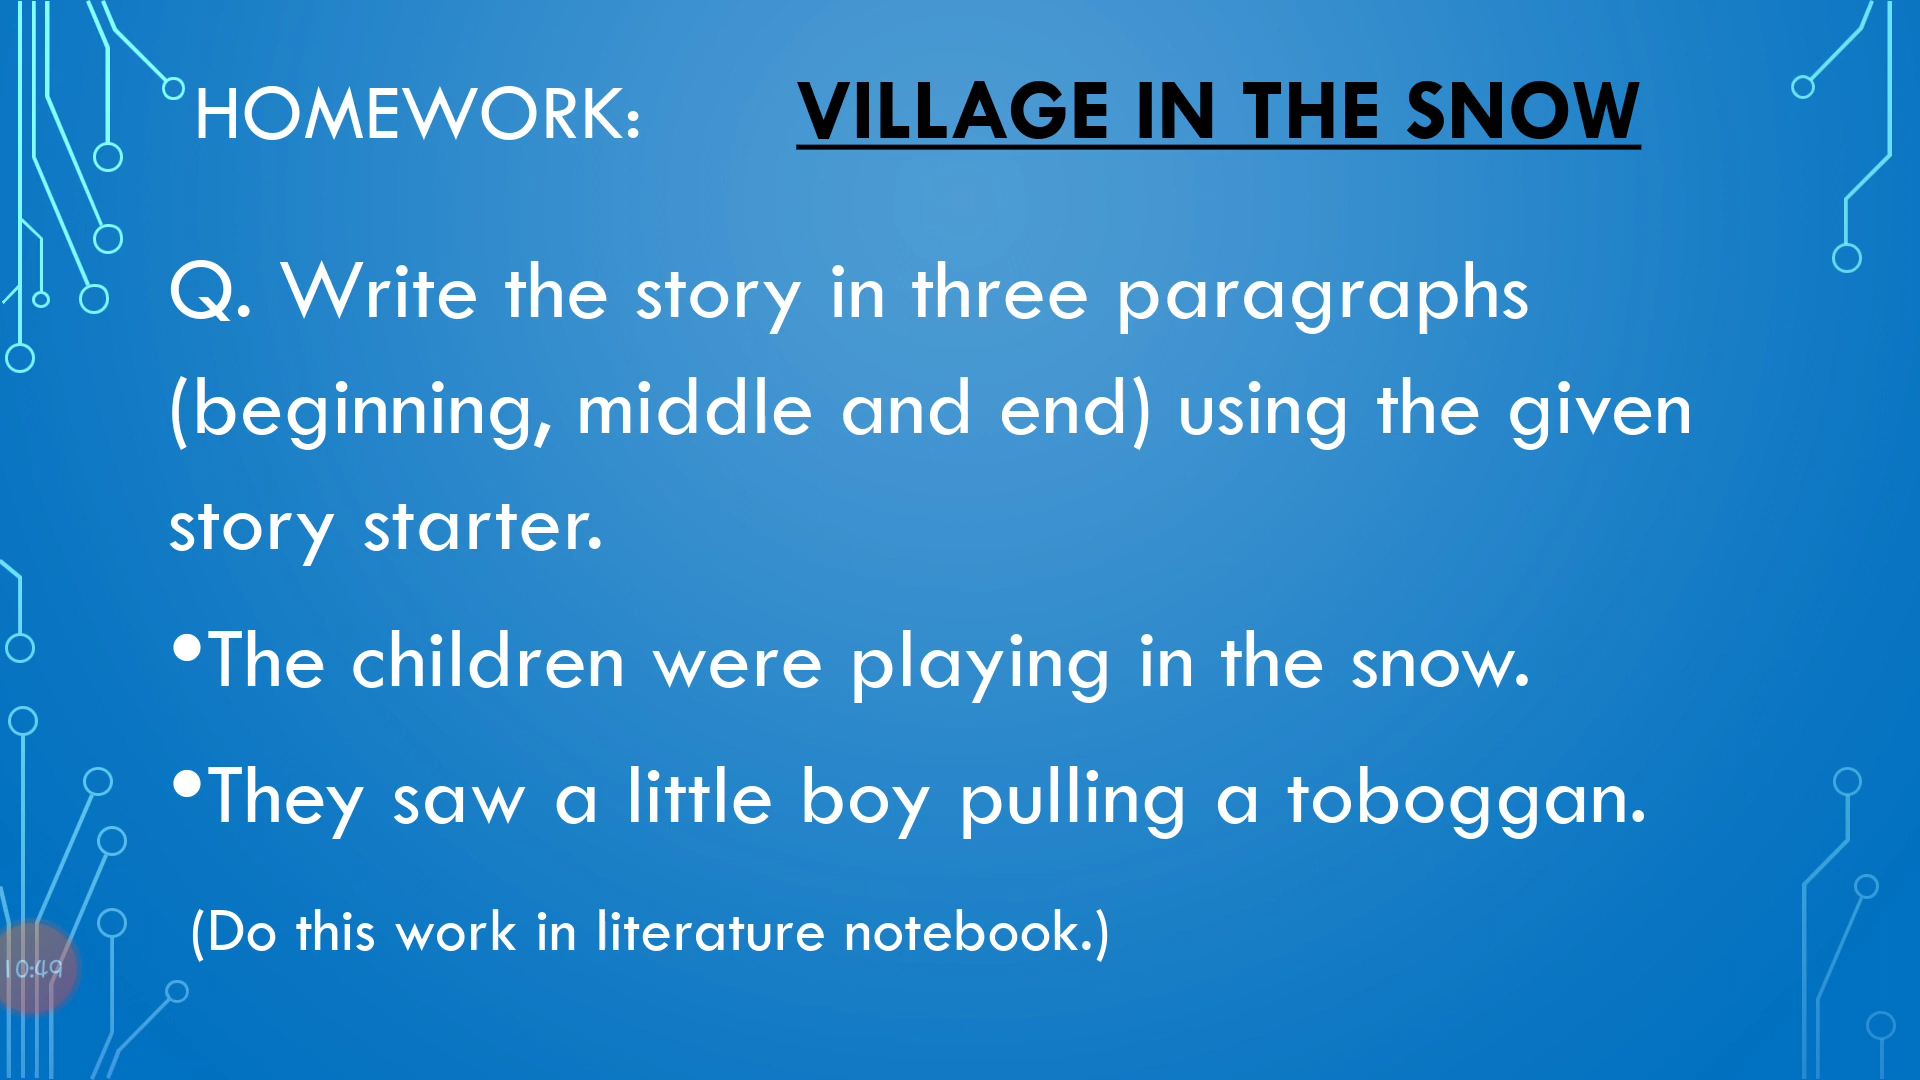 HOMEWORK: VILLAGE IN THE SNOW
Q. Write the story in three paragraphs
(beginning, middle and end) using the given
story starter.
•The children were playing in the snow.
•They saw a little boy pulling a toboggan.
(Do this work in literature notebook.)
10:49